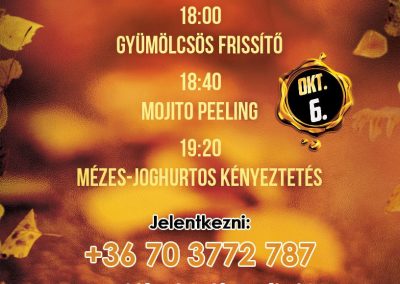 18:00
GYÜMÖLCSÖS FRISSÍTŐ
18:40
MOJITO PEELING
OKT.
6.
19:20
MÉZES-JOGHURTOS KÉNYEZTETÉS
Jelentkezni:
+36 70 3772 787